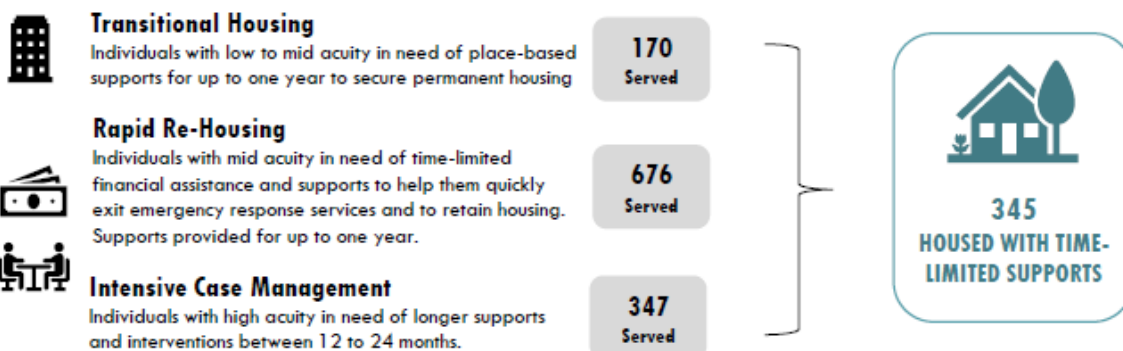 Transitional Housing
Individuals with low to mid acuity in need of place-based
supports for up to one year to secure permanent housing
170
Served
Rapid Re-Housing
Individuals with mid acuity in need of time-limited
financial assistance and supports to help them quickly
exit emergency response services and to retain housing.
Supports provided for up to one year.
676
Served
Intensive Case Management
Individuals with high acuity in need of longer supports
and interventions between 12 to 24 months.
347
Served
345
HOUSED WITH TIME-
LIMITED SUPPORTS